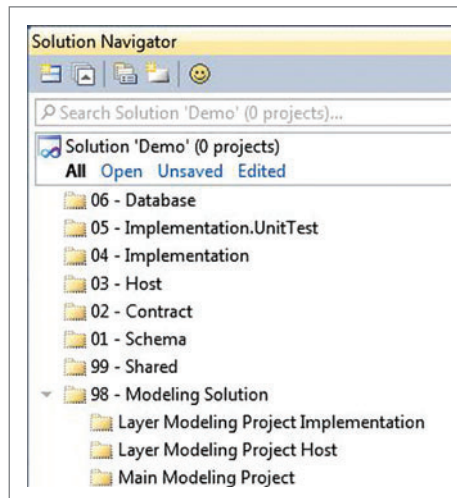 Solution Navigator
Search Solution 'Demo' (0 projects)...
Solution 'Demo' (0 projects)
All Open Unsaved Edited
06 - Database
05 - Implementation.UnitTest
04 - Implementation
03 - Host
02 - Contract
01 - Schema
99 - Shared
98 - Modeling Solution
Layer Modeling Project Implementation
Layer Modeling Project Host
Main Modeling Project